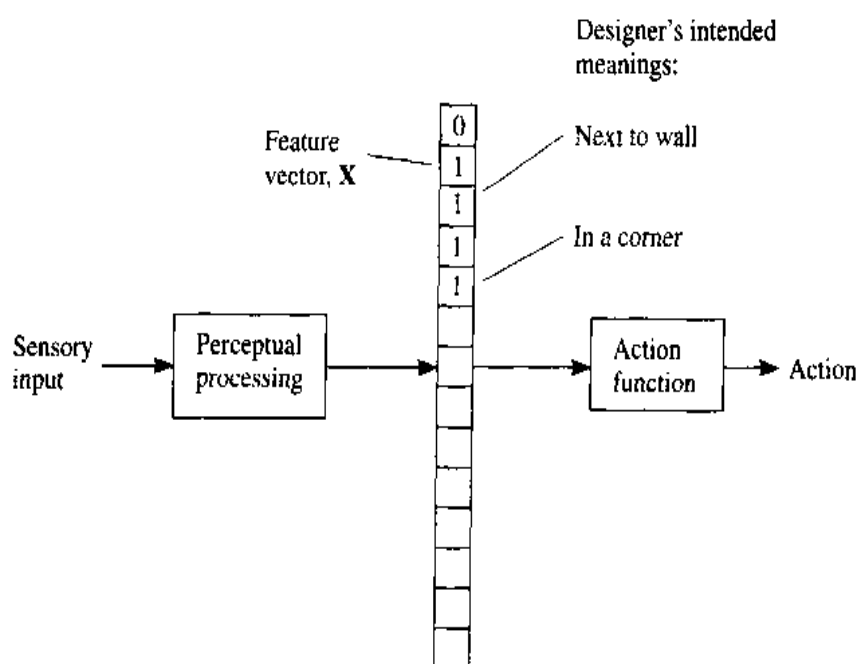 Designer's intended
meanings:
Feature
vector, X
0
1
1
1
1
Next to wall
In a corner
Sensory
input
Perceptual
processing
Action
function
Action